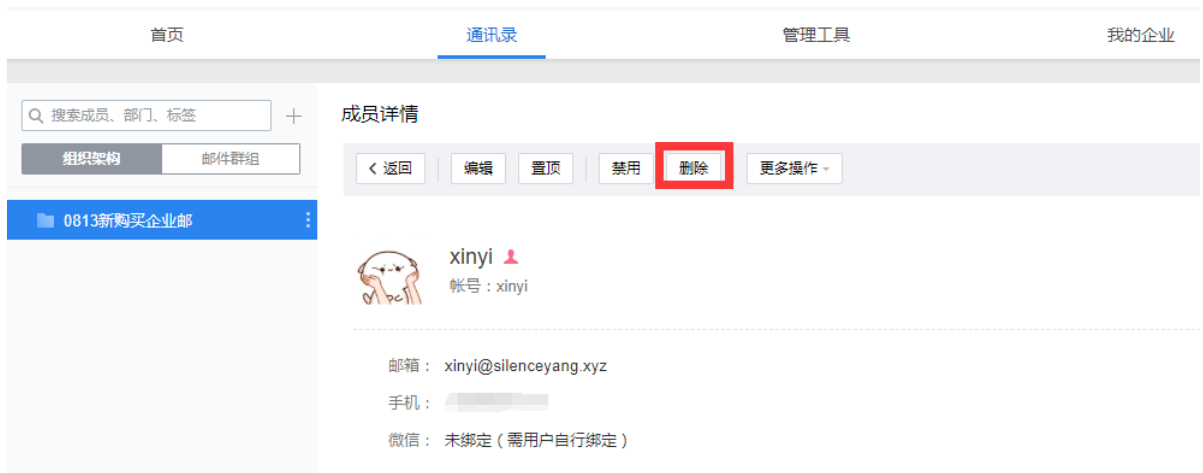 首页 通讯录 管理工具 我的企业
搜索成员、部门、标签
组织架构 邮件群组
0813新购买企业邮
成员详情
返回 编辑 置顶 禁用 删除 更多操作
xinyi
帐号：xinyi
邮箱： xinyi@silenceyang.xyz
手机：
微信： 未绑定（需用户自行绑定）